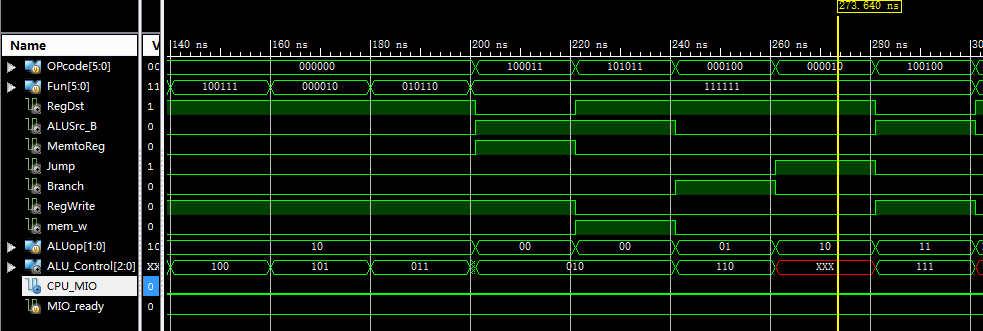 273.640 ns
Name V
140 ns 160 ns 180 ns 200 ns 220 ns 240 ns 260 ns 280 ns 30
OPcode[5:0] 00 000000 100011 101011 000100 000010 100100
Fun[5:0] 11 100111 000010 010110 111111
RegDst 1
ALUSrc_B 0
MemtoReg 0
Jump 1
Branch 0
RegWrite 0
mem_w 0
ALUop[1:0] 10 10 00 00 01 10 11
ALU_Control[2:0] XX 100 101 011 010 110 XXX 111
CPU_MIO 0
MIO_ready 0